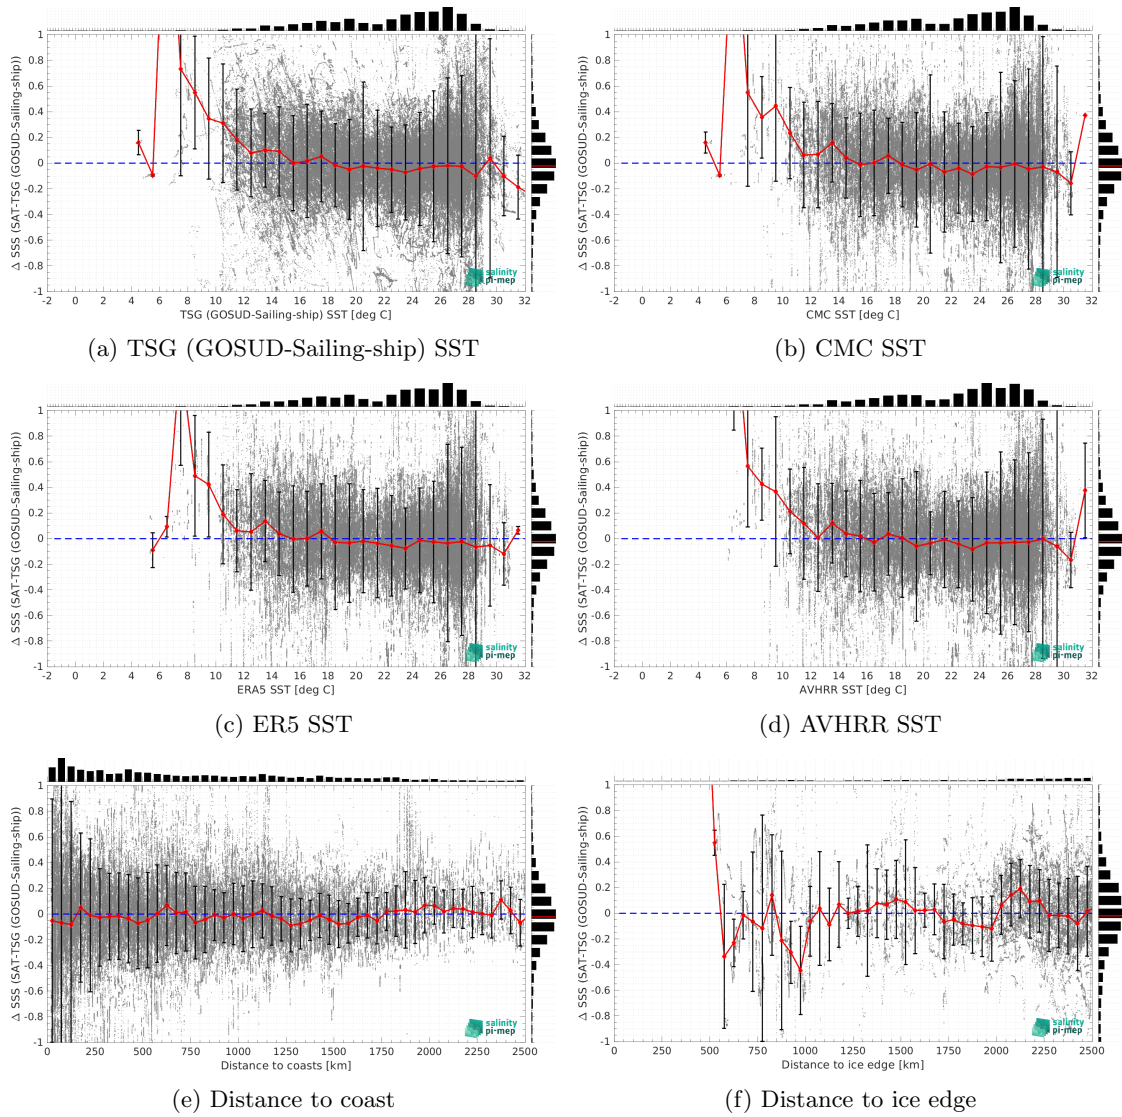 1
0.8
0.6
0.4
0.2
0
-0.2
-0.4
-0.6
-0.8
-1
Δ SSS (SAT-TSG (GOSUD-Sailing-ship))
salinity
pi-mep
-2 0 2 4 6 8 10 12 14 16 18 20 22 24 26 28 30 32
TSG (GOSUD-Sailing-ship) SST [deg C]
(a) TSG (GOSUD-Sailing-ship) SST
1
0.8
0.6
0.4
0.2
0
-0.2
-0.4
-0.6
-0.8
-1
Δ SSS (SAT-TSG (GOSUD-Sailing-ship))
salinity
pi-mep
-2 0 2 4 6 8 10 12 14 16 18 20 22 24 26 28 30 32
CMC SST [deg C]
(b) CMC SST
1
0.8
0.6
0.4
0.2
0
-0.2
-0.4
-0.6
-0.8
-1
Δ SSS (SAT-TSG (GOSUD-Sailing-ship))
salinity
pi-mep
-2 0 2 4 6 8 10 12 14 16 18 20 22 24 26 28 30 32
ERA5 SST [deg C]
(c) ER5 SST
1
0.8
0.6
0.4
0.2
0
-0.2
-0.4
-0.6
-0.8
-1
Δ SSS (SAT-TSG (GOSUD-Sailing-ship))
salinity
pi-mep
-2 0 2 4 6 8 10 12 14 16 18 20 22 24 26 28 30 32
AVHRR SST [deg C]
(d) AVHRR SST
1
0.8
0.6
0.4
0.2
0
-0.2
-0.4
-0.6
-0.8
-1
Δ SSS (SAT-TSG (GOSUD-Sailing-ship))
salinity
pi-mep
0 250 500 750 1000 1250 1500 1750 2000 2250 2500
Distance to coasts [km]
(e) Distance to coast
1
0.8
0.6
0.4
0.2
0
-0.2
-0.4
-0.6
-0.8
-1
Δ SSS (SAT-TSG (GOSUD-Sailing-ship))
salinity
pi-mep
0 250 500 750 1000 1250 1500 1750 2000 2250 2500
Distance to ice edge [km]
(f) Distance to ice edge